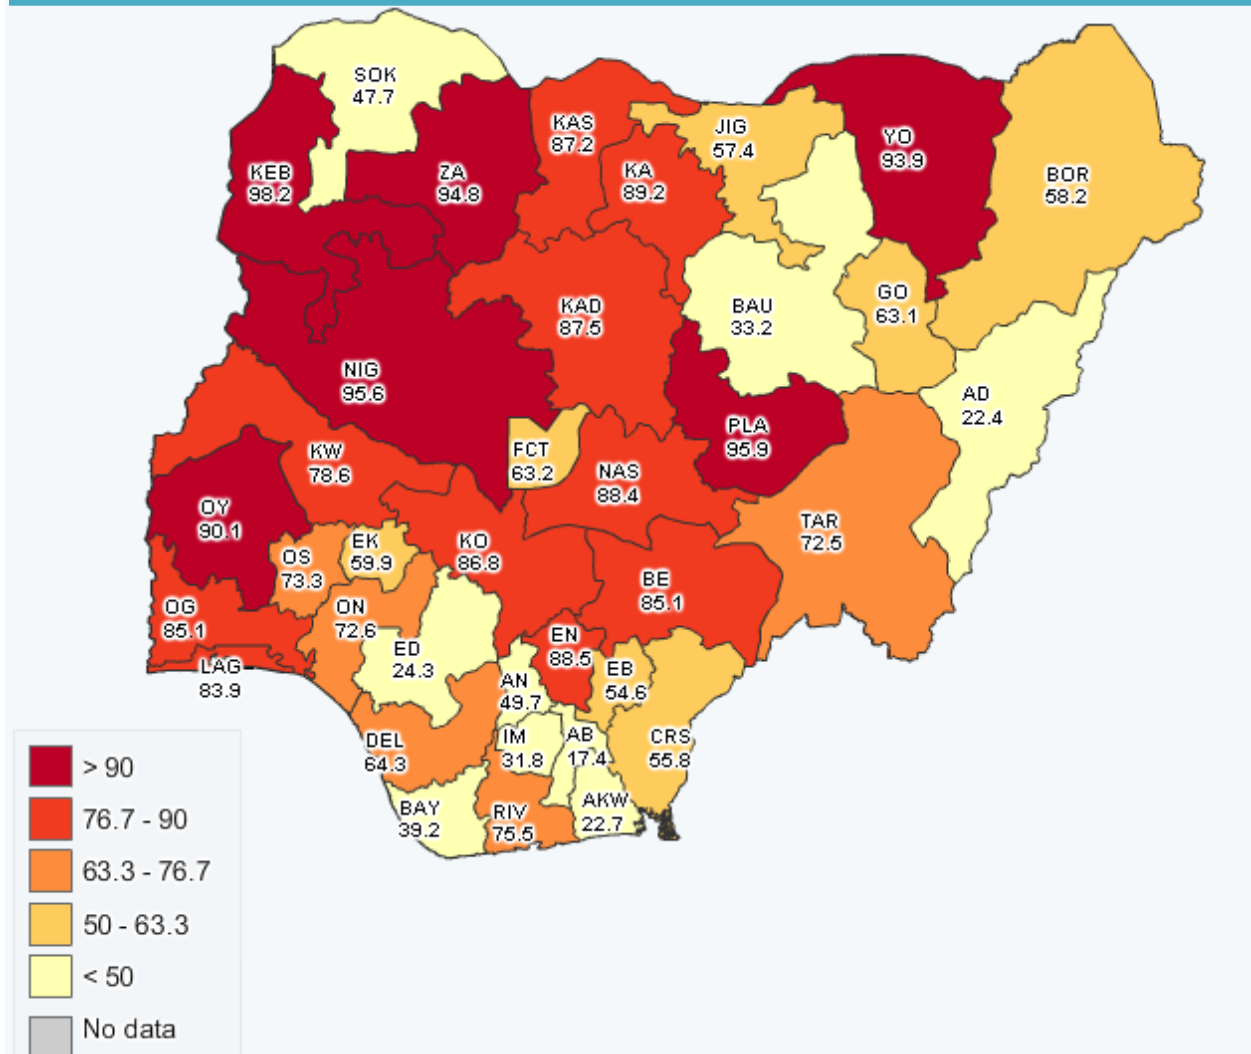 SOK
47.7
KEB
98.2
ZA
94.8
KAS
87.2
KA
89.2
JIG
57.4
YO
93.9
BOR
58.2
KAD
87.5
BAU
33.2
GO
63.1
NIG
95.6
AD
22.4
PLA
95.9
FCT
63.2
KW
78.6
NAS
88.4
OY
90.1
TAR
72.5
OS
73.3
EK
59.9
KO
86.8
BE
85.1
OG
85.1
ON
72.6
EN
88.5
ED
24.3
LAG
83.9
AN
49.7
EB
54.6
DEL
64.3
IM
31.8
AB
17.4
CRS
55.8
BAY
39.2
RIV
75.5
AKW
22.7
> 90
76.7 - 90
63.3 - 76.7
50 - 63.3
< 50
No data